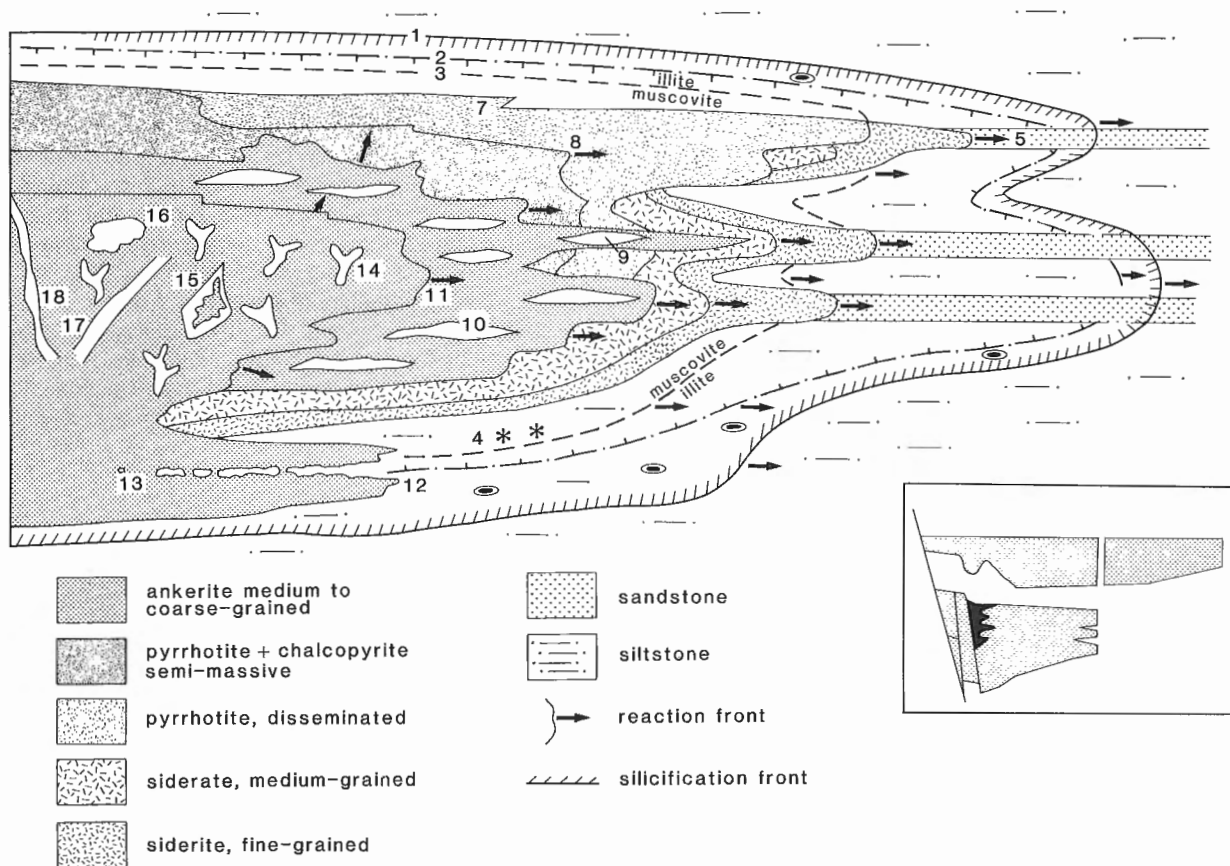 1
2
3
illite
muscovite
7
8
5
16
9
15
14
11
18
17
10
muscovite
illite
4
13
12
ankerite medium to
coarse-grained
pyrrhotite + chalcopyrite
semi-massive
pyrrhotite, disseminated
siderate, medium-grained
siderite, fine-grained
sandstone
siltstone
reaction front
silicification front